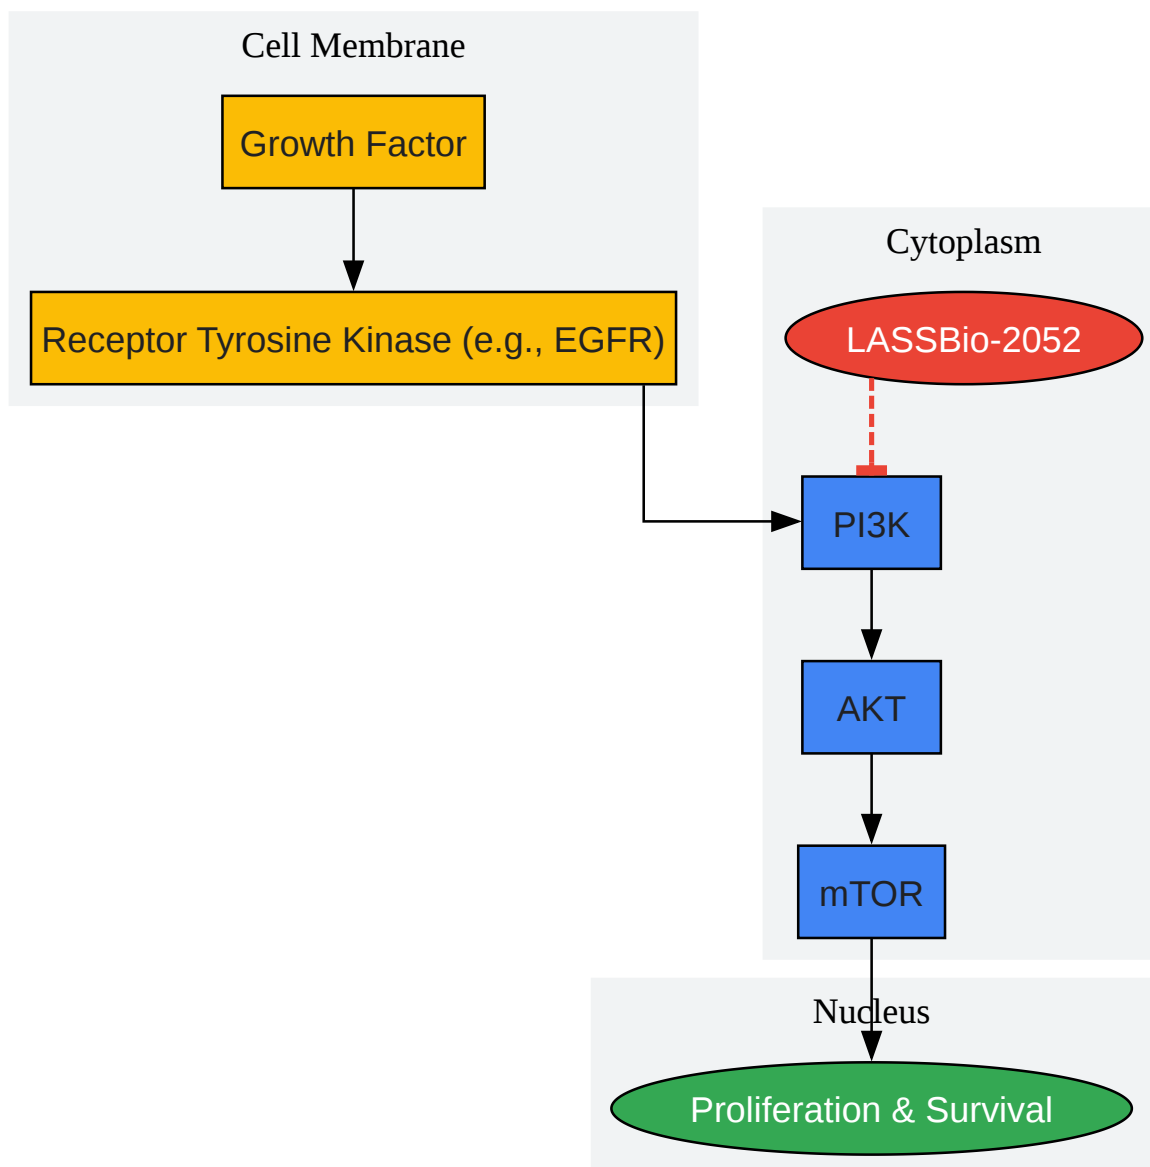 Cell Membrane
Growth Factor
Receptor Tyrosine Kinase (e.g., EGFR)
Cytoplasm
LASSBio-2052
PI3K
AKT
mTOR
Nucleus
Proliferation & Survival